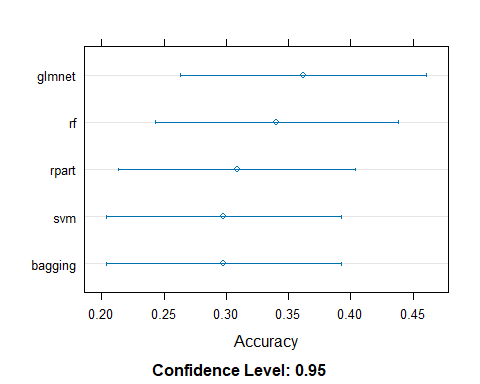 glmnet
rf
rpart
svm
bagging
0.20 0.25 0.30 0.35 0.40 0.45
Accuracy
Confidence Level: 0.95